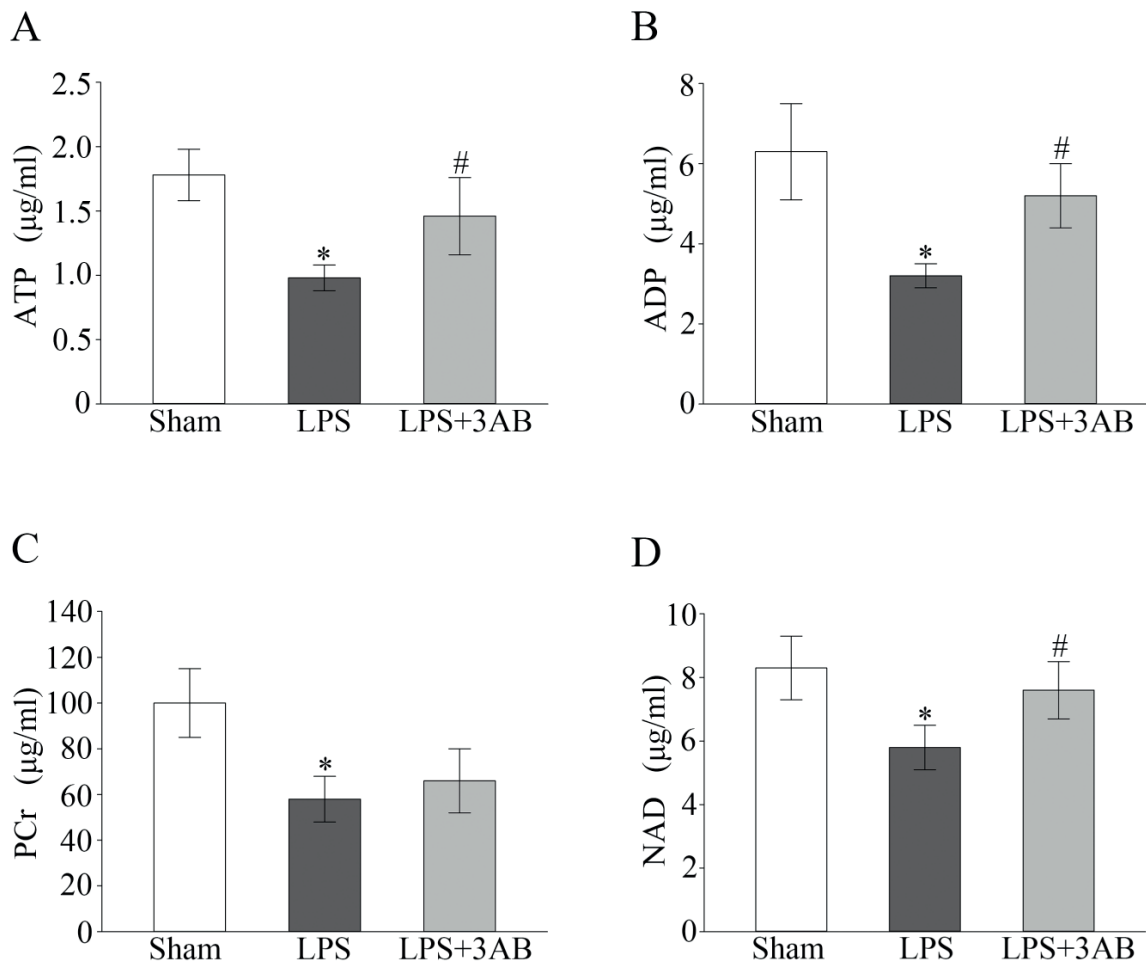 A
ATP (µg/ml)
2.5
2.0
1.5
1.0
0.5
0
*
#
Sham LPS LPS+3AB
B
ADP (µg/ml)
8
6
4
2
0
*
#
Sham LPS LPS+3AB
C
PCr (µg/ml)
140
120
100
80
60
40
20
0
*
Sham LPS LPS+3AB
D
NAD (µg/ml)
10
8
6
4
2
0
*
#
Sham LPS LPS+3AB